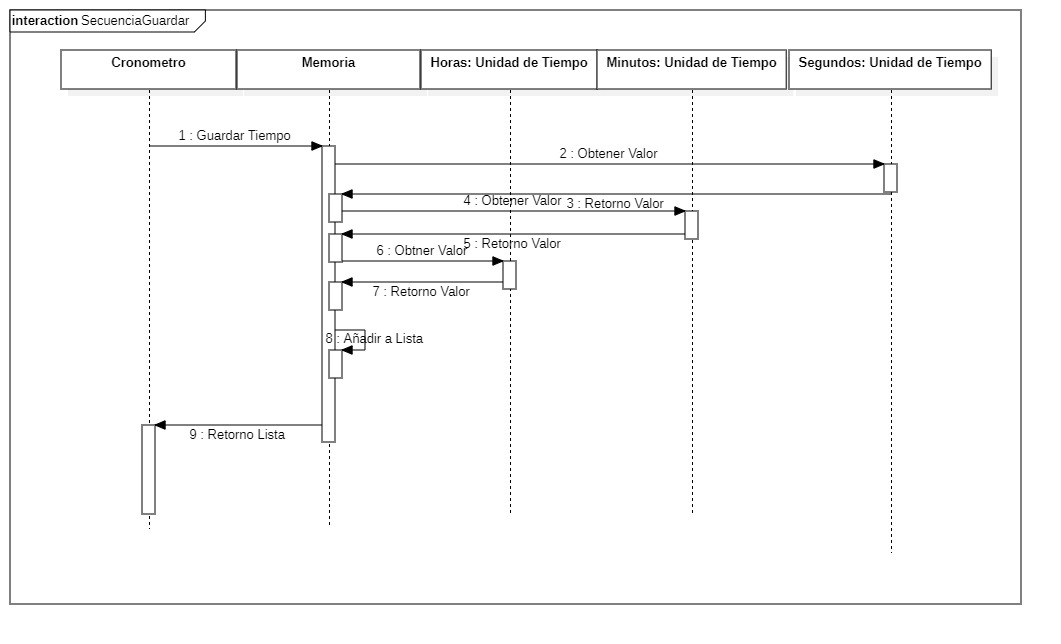 interaction SecuenciaGuardar
Cronometro
Memoria
Horas: Unidad de Tiempo
Minutos: Unidad de Tiempo
Segundos: Unidad de Tiempo
1 : Guardar Tiempo
2 : Obtener Valor
4 : Obtener Valor
3 : Retorno Valor
5 : Retorno Valor
6 : Obtner Valor
7 : Retorno Valor
8 : Añadir a Lista
9 : Retorno Lista